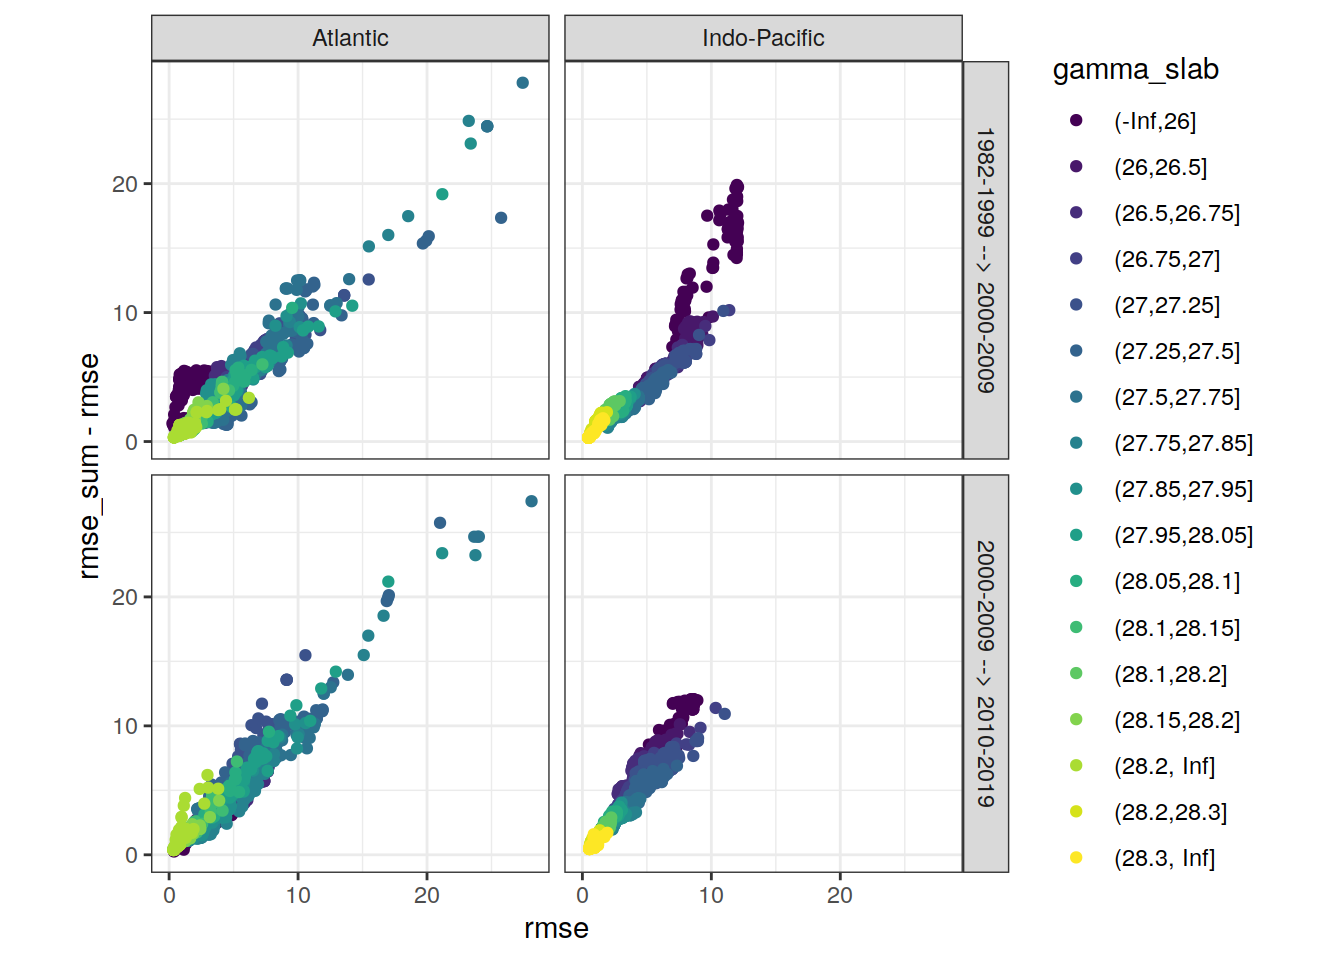 Atlantic
Indo-Pacific
1982-1999 --> 2000-2009
2000-2009 --> 2010-2019
rmse_sum - rmse
20
10
0
20
10
0
0
10
20
0
10
20
rmse
gamma_slab
(-Inf,26]
(26,26.5]
(26.5,26.75]
(26.75,27]
(27,27.25]
(27.25,27.5]
(27.5,27.75]
(27.75,27.85]
(27.85,27.95]
(27.95,28.05]
(28.05,28.1]
(28.1,28.15]
(28.1,28.2]
(28.15,28.2]
(28.2, Inf]
(28.2,28.3]
(28.3, Inf]